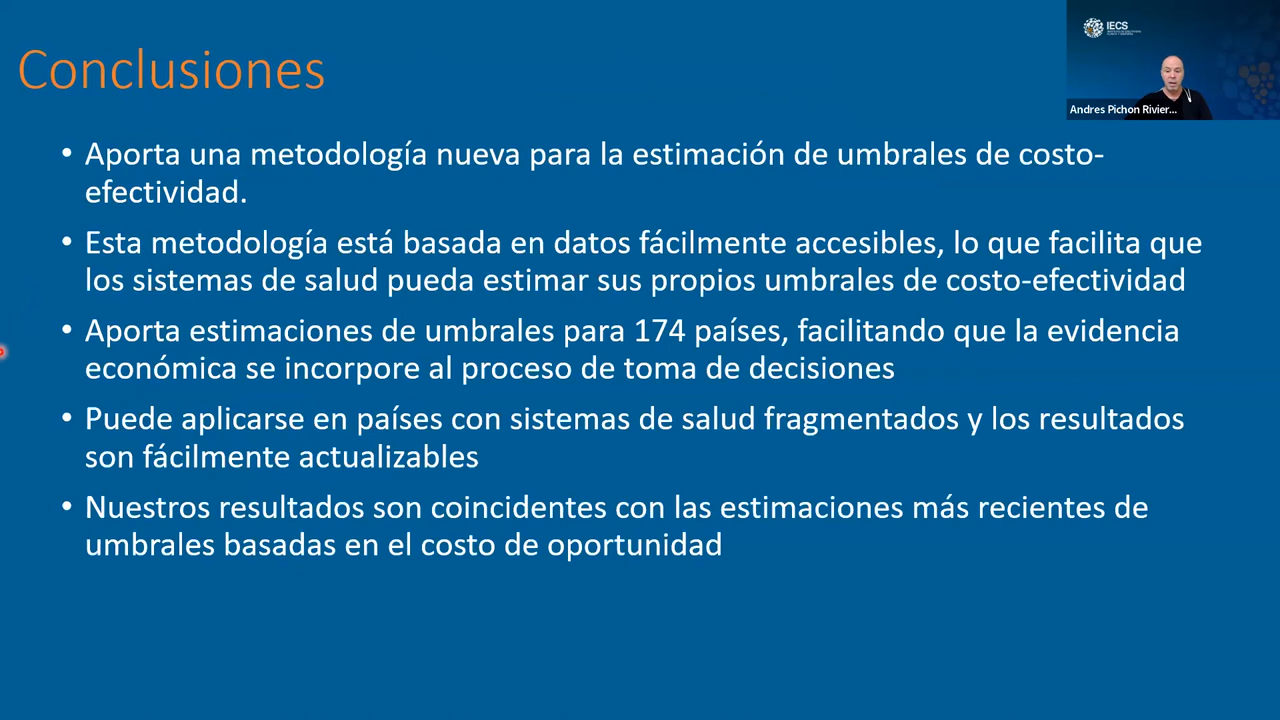 Conclusiones
IECS
Andres Pichon Rivier...
• Aporta una metodología nueva para la estimación de umbrales de costo-
efectividad.
• Esta metodología está basada en datos fácilmente accesibles, lo que facilita que
los sistemas de salud pueda estimar sus propios umbrales de costo-efectividad
• Aporta estimaciones de umbrales para 174 países, facilitando que la evidencia
económica se incorpore al proceso de toma de decisiones
• Puede aplicarse en países con sistemas de salud fragmentados y los resultados
son fácilmente actualizables
• Nuestros resultados son coincidentes con las estimaciones más recientes de
umbrales basadas en el costo de oportunidad